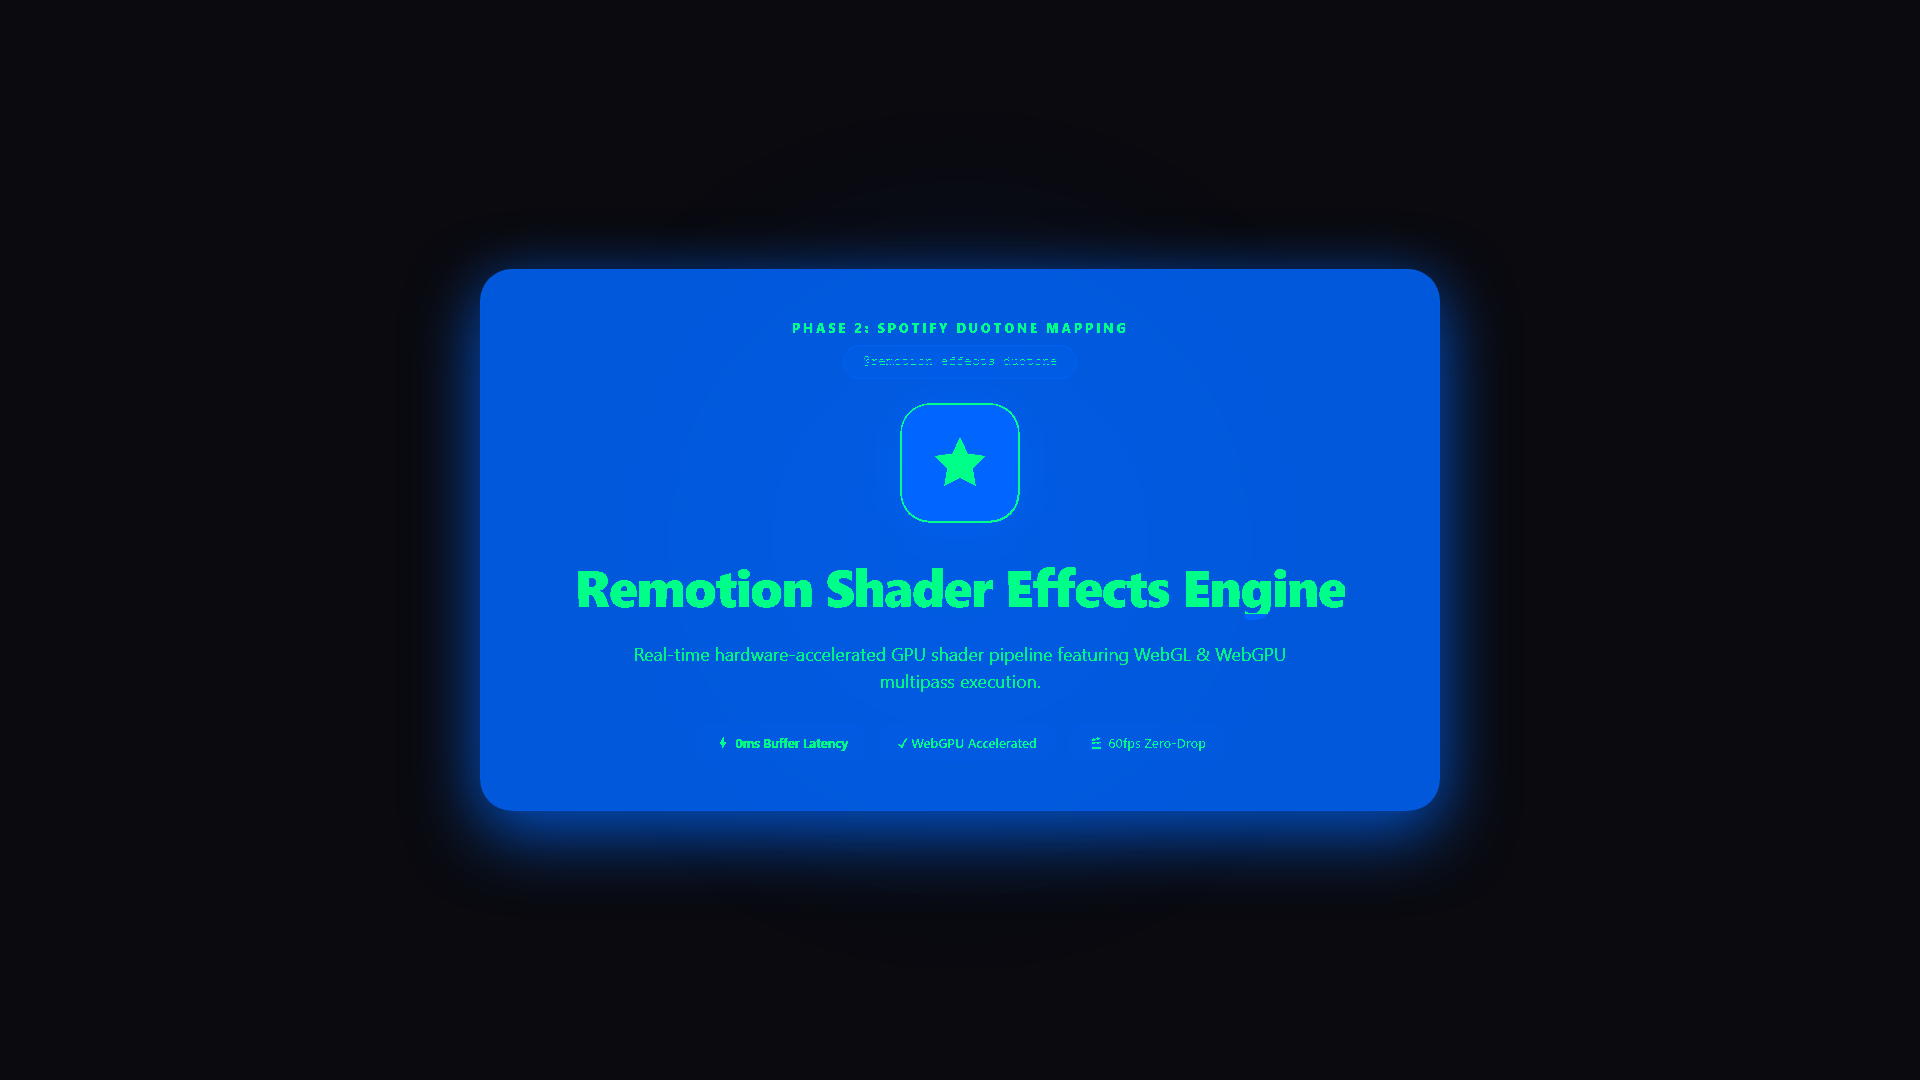 PHASE 2: SPOTIFY DUOTONE MAPPING
@remotion effects duotone
Remotion Shader Effects Engine
Real-time hardware-accelerated GPU shader pipeline featuring WebGL & WebGPU
multipass execution.
0ms Buffer Latency
✓ WebGPU Accelerated
60fps Zero-Drop